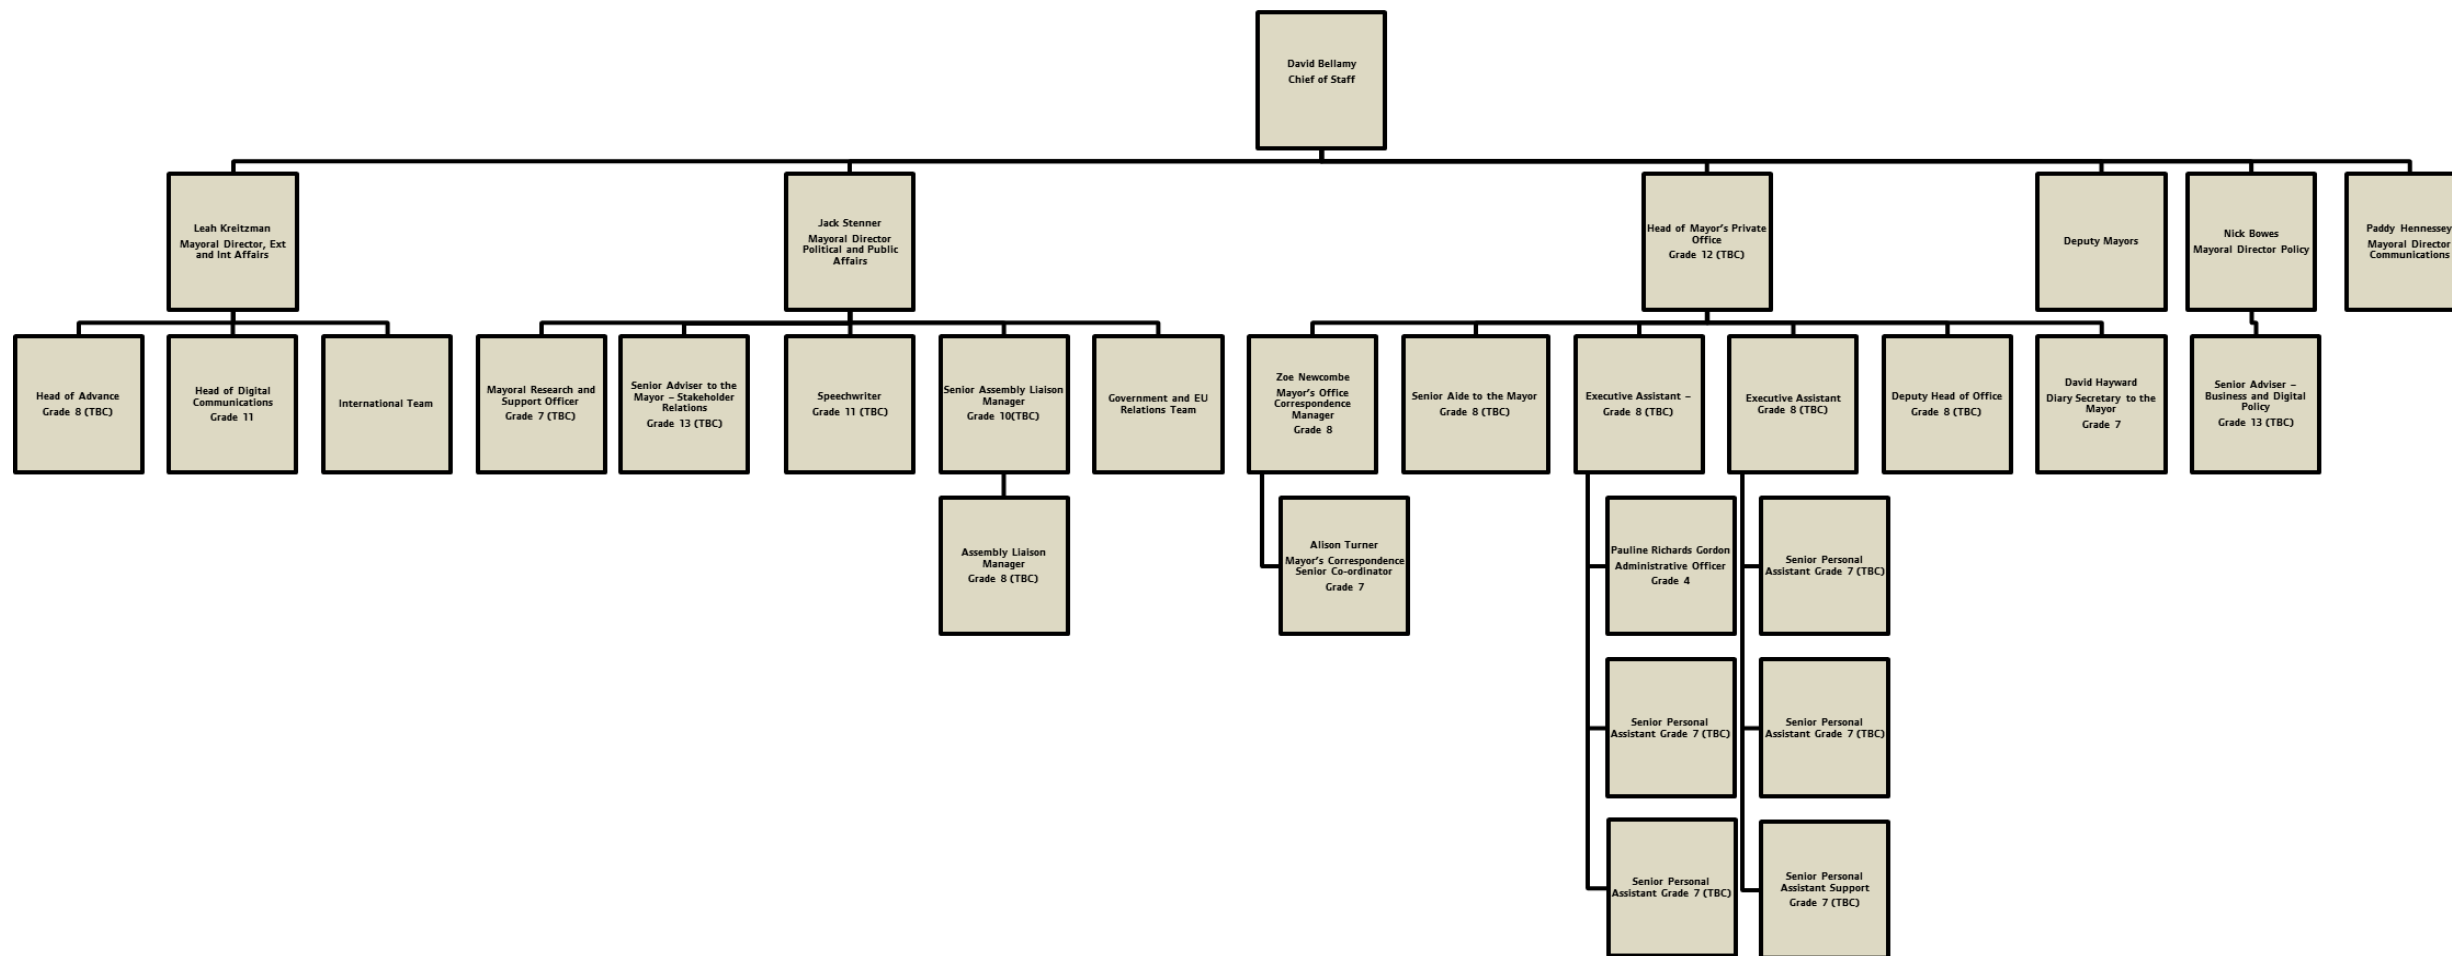 David Bellamy
Chief of Staff
Leah Kreitzman
Mayoral Director, Ext
and Int Affairs
Jack Stenner
Mayoral Director
Political and Public
Affairs
Head of Mayor's Private
Office
Grade 12 (TBC)
Deputy Mayors
Nick Bowes
Mayoral Director Policy
Paddy Hennessey
Mayoral Director
Communications
Head of Advance
Grade 8 (TBC)
Head of Digital
Communications
Grade 11
International Team
Mayoral Research and
Support Officer
Grade 7 (TBC)
Senior Adviser to the
Mayor – Stakeholder
Relations
Grade 13 (TBC)
Speechwriter
Grade 11 (TBC)
Senior Assembly Liaison
Manager
Grade 10(TBC)
Government and EU
Relations Team
Zoe Newcombe
Mayor's Office
Correspondence
Manager
Grade 8
Senior Aide to the Mayor
Grade 8 (TBC)
Executive Assistant –
Grade 8 (TBC)
Executive Assistant
Grade 8 (TBC)
Deputy Head of Office
Grade 8 (TBC)
David Hayward
Diary Secretary to the
Mayor
Grade 7
Senior Adviser –
Business and Digital
Policy
Grade 13 (TBC)
Assembly Liaison
Manager
Grade 8 (TBC)
Alison Turner
Mayor's Correspondence
Senior Co-ordinator
Grade 7
Pauline Richards Gordon
Administrative Officer
Grade 4
Senior Personal
Assistant Grade 7 (TBC)
Senior Personal
Assistant Grade 7 (TBC)
Senior Personal
Assistant Grade 7 (TBC)
Senior Personal
Assistant Grade 7 (TBC)
Senior Personal
Assistant Support
Grade 7 (TBC)